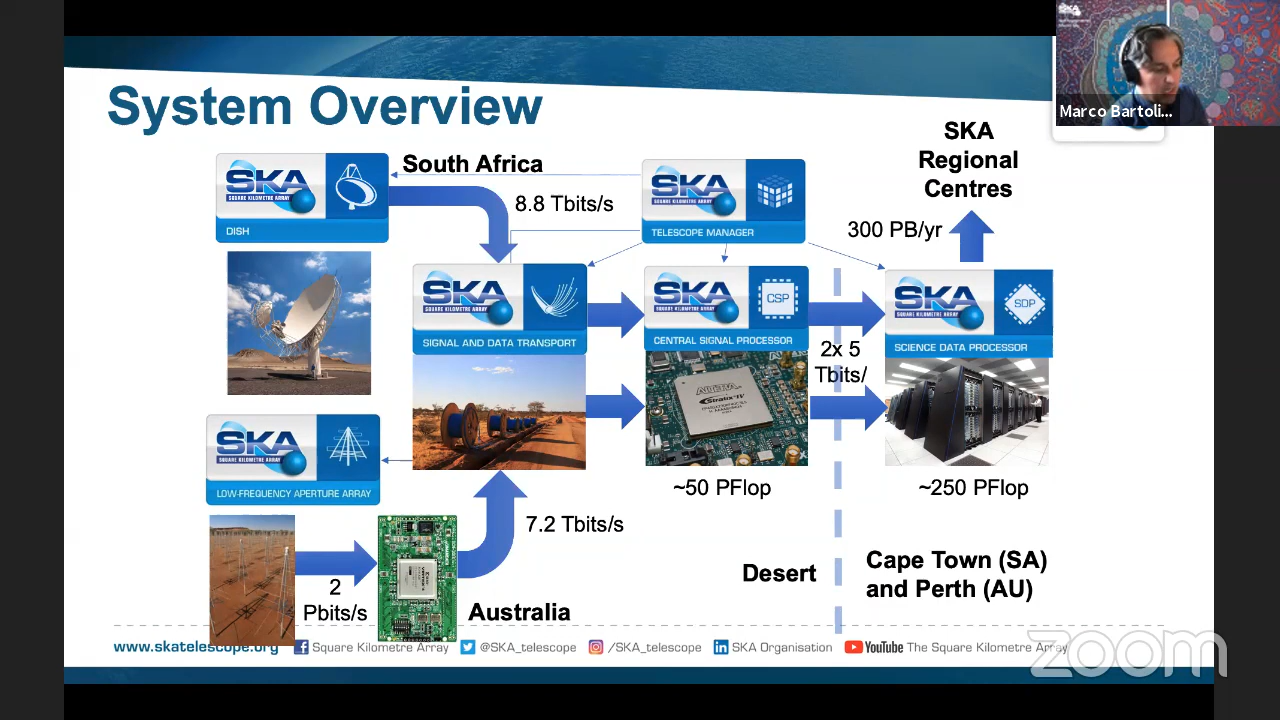 Marco Bartoli...
System Overview
SKA
Regional
Centres
South Africa
SKA
SQUARE KILOMETRE ARRAY
DISH
8.8 Tbits/s
SKA
SQUARE KILOMETRE ARRAY
TELESCOPE MANAGER
300 PB/yr
SKA
SQUARE KILOMETRE ARRAY
SIGNAL AND DATA TRANSPORT
SKA
SQUARE KILOMETRE ARRAY
CSP
CENTRAL SIGNAL PROCESSOR
SKA
SQUARE KILOMETRE ARRAY
SDP
SCIENCE DATA PROCESSOR
2x 5
Tbits/
ALTERA
Stratix IV
SKA
SQUARE KILOMETRE ARRAY
LOW-FREQUENCY APERTURE ARRAY
~50 PFlop
~250 PFlop
7.2 Tbits/s
2
Pbits/s
Australia
Desert
Cape Town (SA)
and Perth (AU)
www.skatelescope.org
Square Kilometre Array
@SKA_telescope
/SKA_telescope
SKA Organisation
YouTube The Square Kilometre Array
zoom